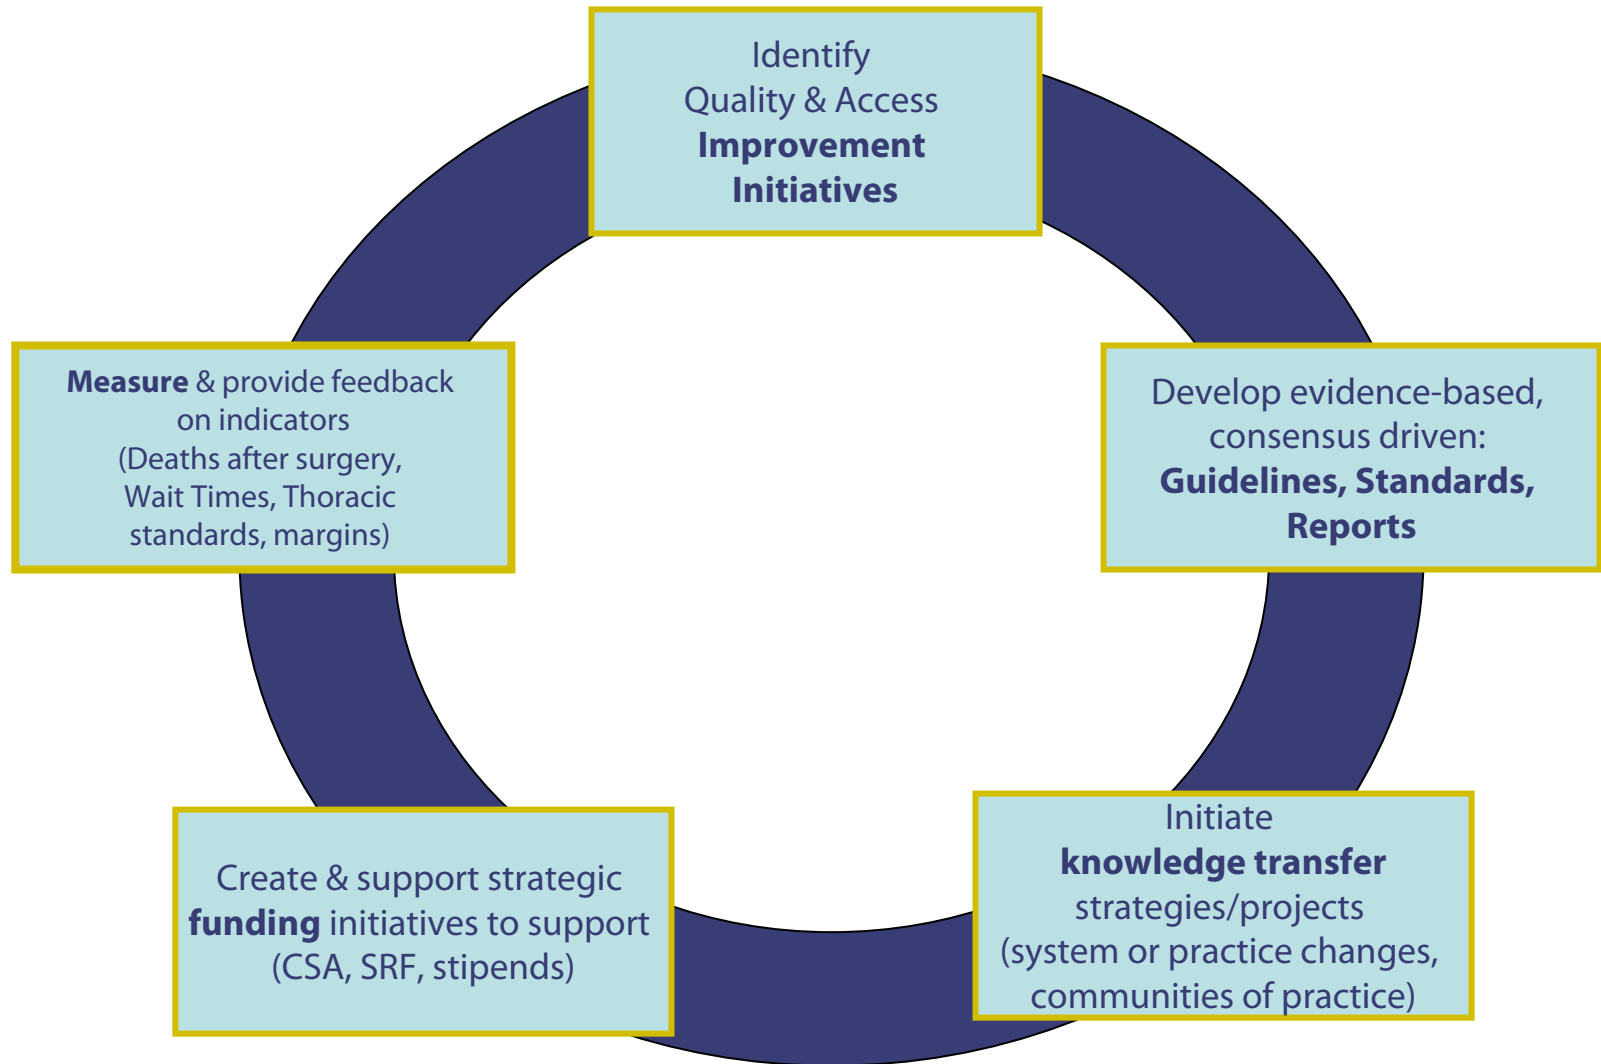 Identify
Quality & Access
Improvement
Initiatives
Measure & provide feedback
on indicators
(Deaths after surgery,
Wait Times, Thoracic
standards, margins)
Develop evidence-based,
consensus driven:
Guidelines, Standards,
Reports
Create & support strategic
funding initiatives to support
(CSA, SRF, stipends)
Initiate
knowledge transfer
strategies/projects
(system or practice changes,
communities of practice)